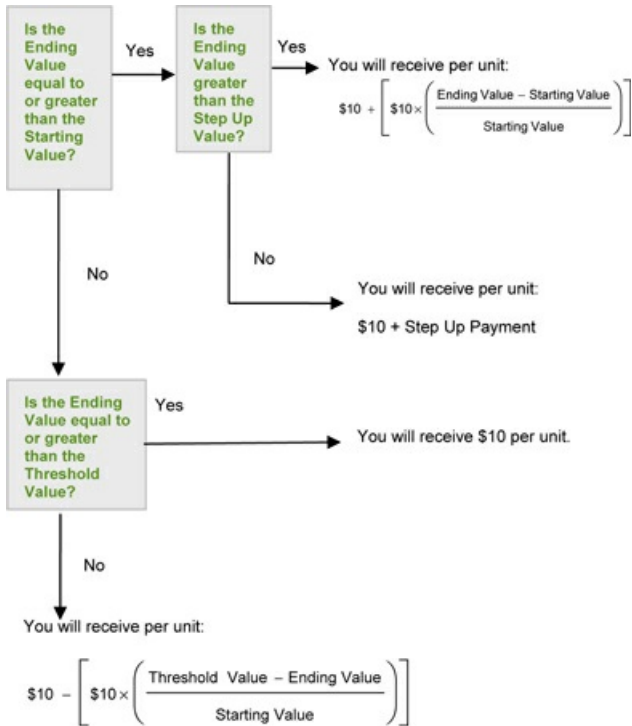 Is the
Ending
Value
equal to
or greater
than the
Starting
Value?
Yes
Is the
Ending
Value
greater
than the
Step Up
Value?
Yes
You will receive per unit:
$10 + [ $10 × ( Ending Value – Starting Value
Starting Value ) ]
No
No
You will receive per unit:
$10 + Step Up Payment
Is the Ending
Value equal to
or greater
than the
Threshold
Value?
Yes
You will receive $10 per unit.
No
You will receive per unit:
$10 – [ $10 × ( Threshold Value – Ending Value
Starting Value ) ]